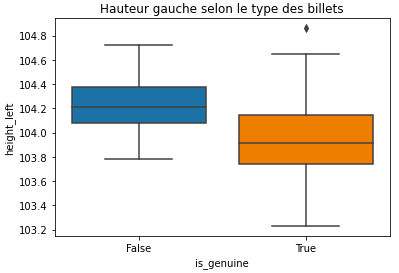 Hauteur gauche selon le type des billets
104.8
104.6
104.4
104.2
104.0
103.8
103.6
103.4
103.2
height_left
False
True
is_genuine